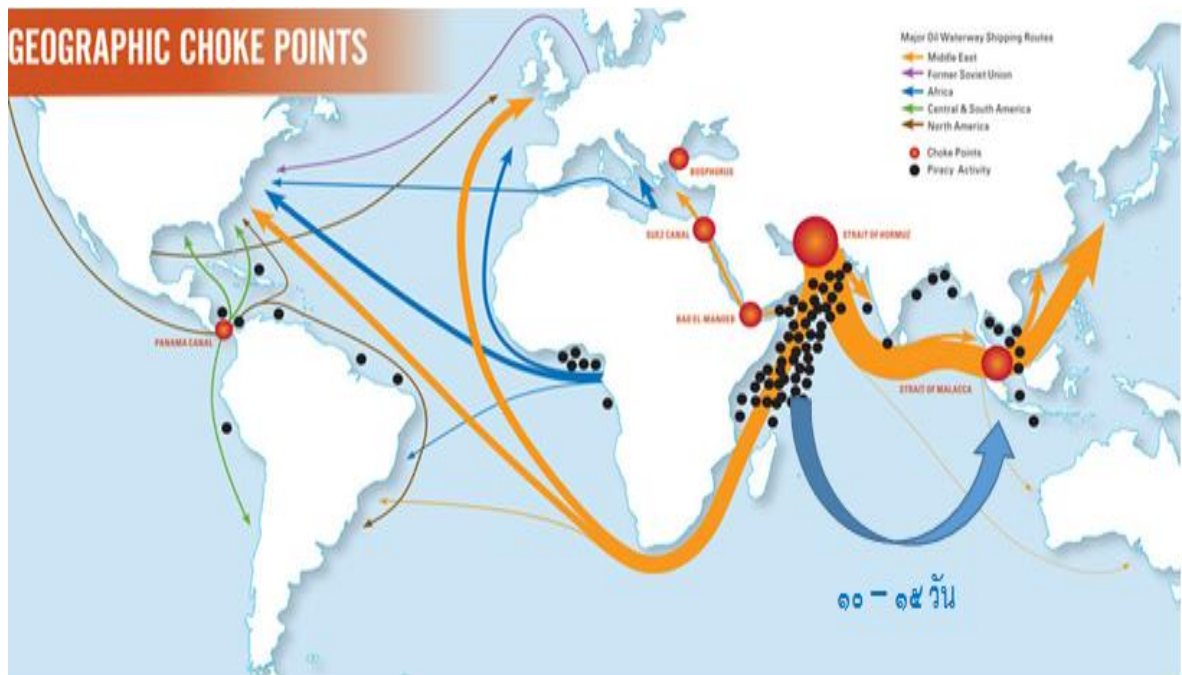 GEOGRAPHIC CHOKE POINTS
Major Oil Waterway Shipping Routes
Middle East
Former Soviet Union
Africa
Central & South America
North America
Choke Points
Piracy Activity
BOSPHORUS
SUEZ CANAL
STRAIT OF HORMUZ
BAB EL-MANDEB
PANAMA CANAL
STRAIT OF MALACCA
๑๐ – ๑๕ วัน